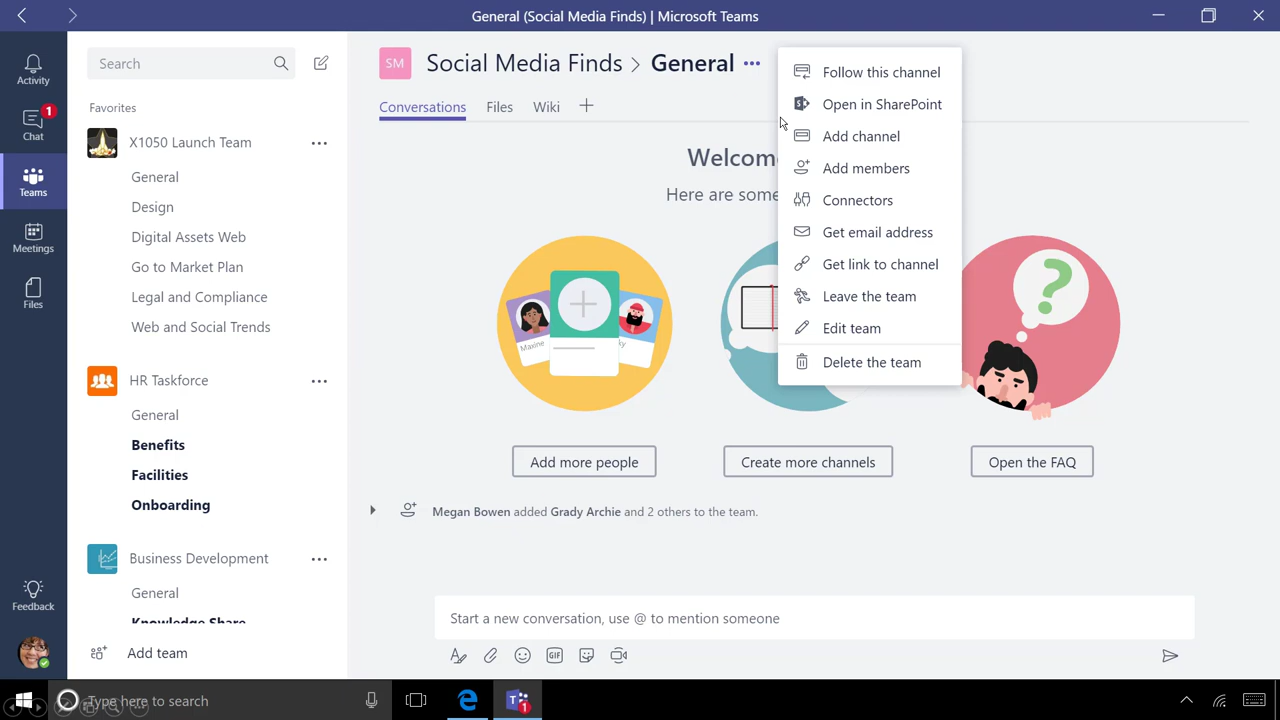 General (Social Media Finds) | Microsoft Teams
Activity
Chat
1
Teams
Meetings
Files
Feedback
Search
Favorites
X1050 Launch Team
General
Design
Digital Assets Web
Go to Market Plan
Legal and Compliance
Web and Social Trends
HR Taskforce
General
Benefits
Facilities
Onboarding
Business Development
General
Knowledge Share
Add team
SM Social Media Finds > General
Conversations Files Wiki
Follow this channel
Open in SharePoint
Add channel
Add members
Connectors
Get email address
Get link to channel
Leave the team
Edit team
Delete the team
Welcom
Here are some
Maxine
Add more people Create more channels Open the FAQ
Megan Bowen added Grady Archie and 2 others to the team.
Start a new conversation, use @ to mention someone
GIF
Type here to search